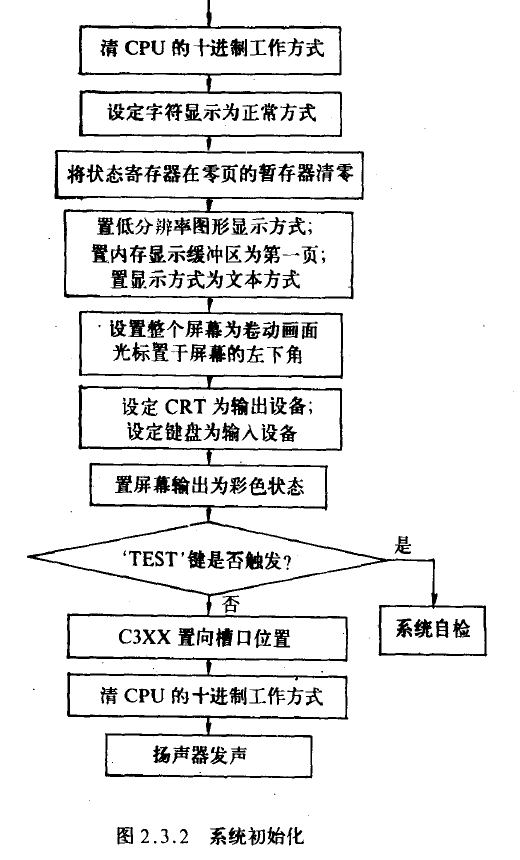 清 CPU 的十进制工作方式
设定字符显示为正常方式
将状态寄存器在零页的暂存器清零
置低分辨率图形显示方式;
置内存显示缓冲区为第一页;
置显示方式为文本方式
设置整个屏幕为卷动画面
光标置于屏幕的左下角
设定 CRT 为输出设备;
设定键盘为输入设备
置屏幕输出为彩色状态
‘TEST’键是否触发?
是
否
系统自检
C3XX 置向槽口位置
清 CPU 的十进制工作方式
扬声器发声
图 2.3.2 系统初始化